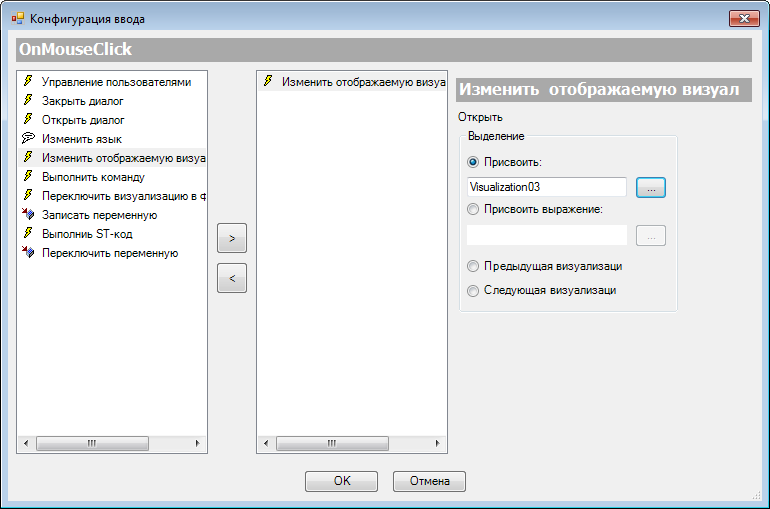 Конфигурация ввода
OnMouseClick
Управление пользователями
Закрыть диалог
Открыть диалог
Изменить язык
Изменить отображаемую визуа
Выполнить команду
Переключить визуализацию в ф
Записать переменную
Выполниь ST-код
Переключить переменную
>
<
Изменить отображаемую визуа
Изменить отображаемую визуал
Открыть
Выделение
Присвоить:
Visualization03
...
Присвоить выражение:
...
Предыдущая визуализаци
Следующая визуализаци
OK
Отмена